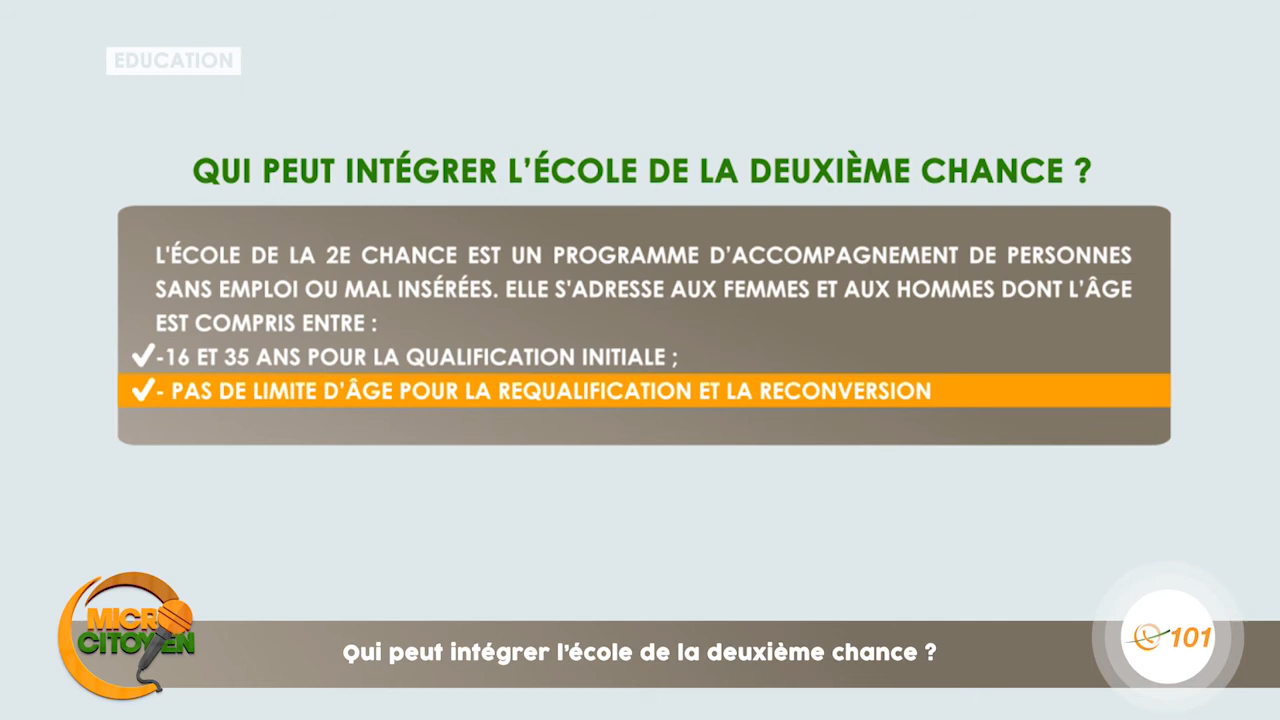 EDUCATION
QUI PEUT INTÉGRER L’ÉCOLE DE LA DEUXIÈME CHANCE ?
L'ÉCOLE DE LA 2E CHANCE EST UN PROGRAMME D’ACCOMPAGNEMENT DE PERSONNES
SANS EMPLOI OU MAL INSÉRÉES. ELLE S'ADRESSE AUX FEMMES ET AUX HOMMES DONT L’ÂGE
EST COMPRIS ENTRE :
-16 ET 35 ANS POUR LA QUALIFICATION INITIALE ;
- PAS DE LIMITE D’ÂGE POUR LA REQUALIFICATION ET LA RECONVERSION
MICRO
CITOYEN
Qui peut intégrer l’école de la deuxième chance ?
101